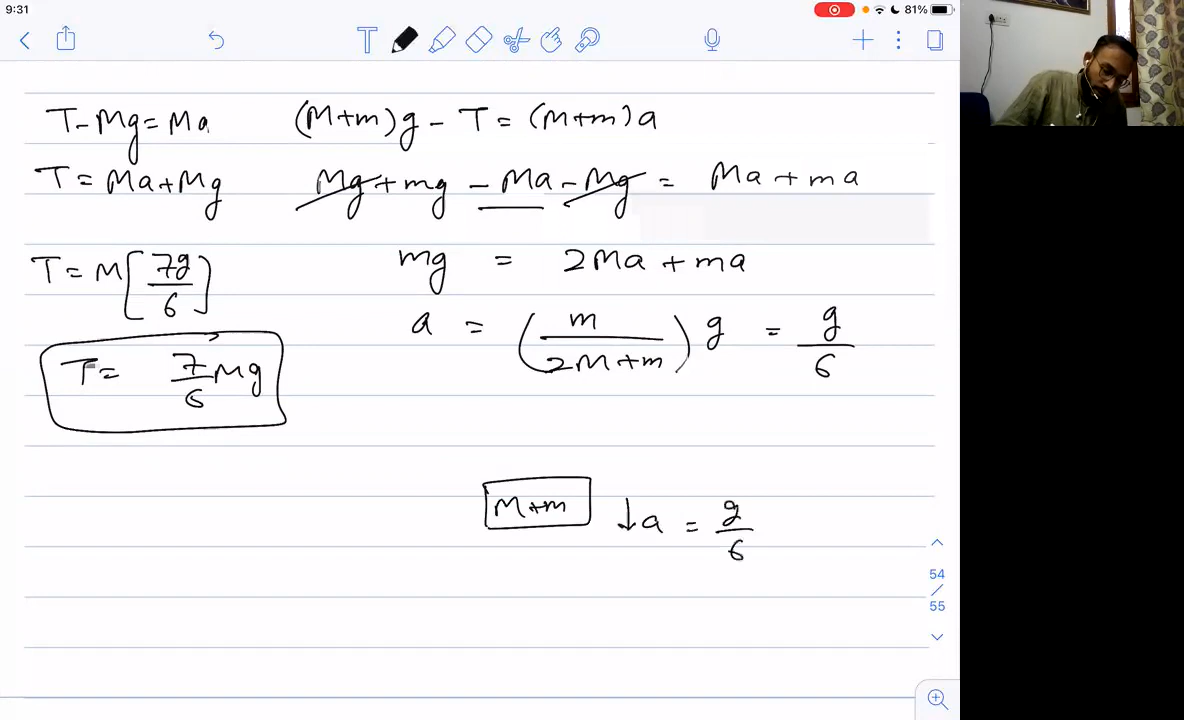 9:31 81%
T
T - Mg = Ma (M+m)g - T = (M+m)a
T = Ma + Mg Mg + mg - Ma - Mg = Ma + ma
T = M[7g/6] mg = 2Ma + ma
a = (m/2M+m)g = g/6
T = 7/6 Mg
M+m ↓a = g/6
54
/
55